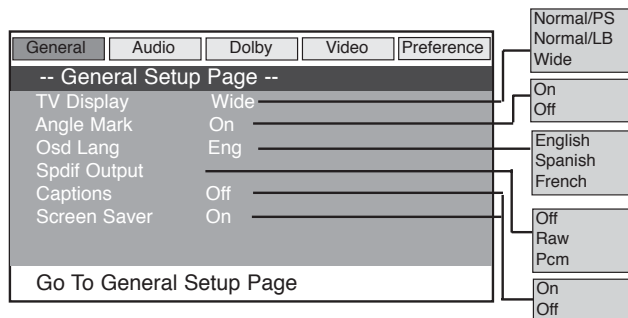 General Audio Dolby Video Preference
-- General Setup Page --
TV Display Wide
Angle Mark On
Osd Lang Eng
Spdif Output
Captions Off
Screen Saver On
Go To General Setup Page
Normal/PS
Normal/LB
Wide
On
Off
English
Spanish
French
Off
Raw
Pcm
On
Off